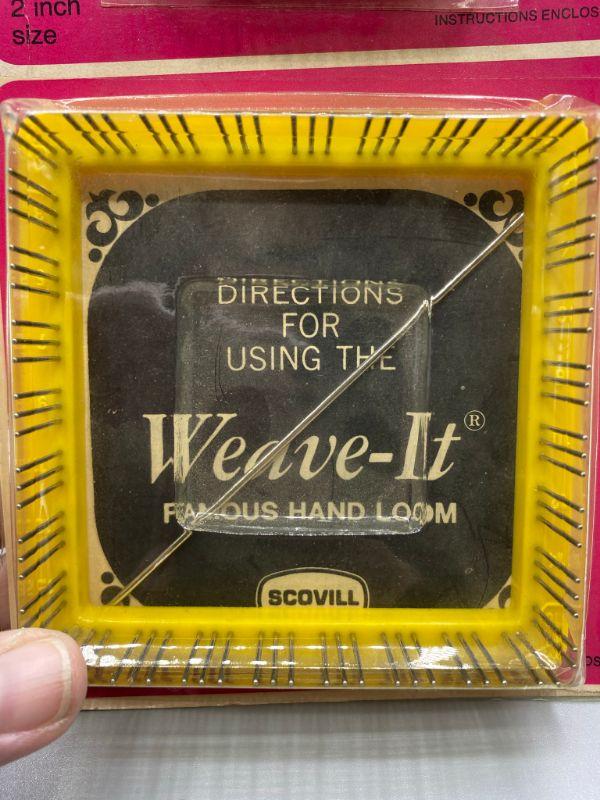 2 inch
size
INSTRUCTIONS ENCLOS
DIRECTIONS
FOR
USING THE
Weave-It®
FAMOUS HAND LOOM
SCOVILL